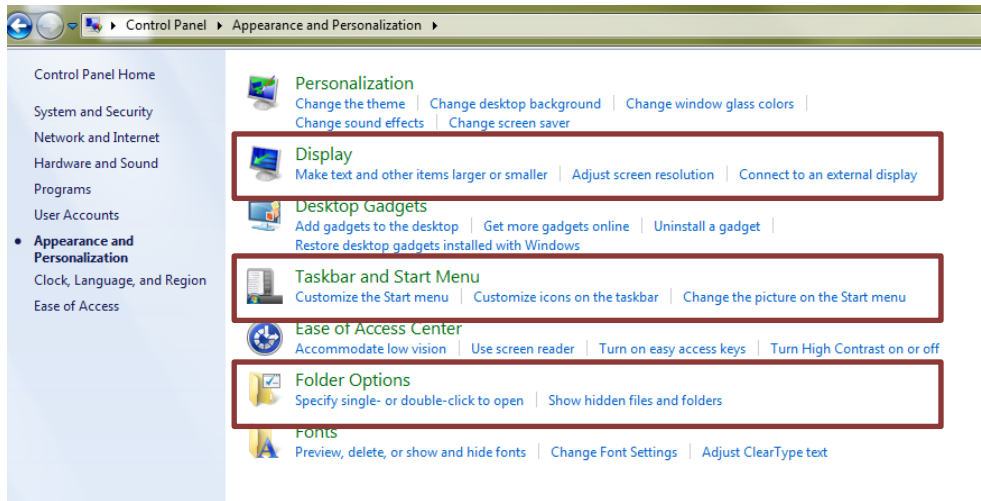 Control Panel Appearance and Personalization
Control Panel Home
System and Security
Network and Internet
Hardware and Sound
Programs
User Accounts
Appearance and
Personalization
Clock, Language, and Region
Ease of Access
Personalization
Change the theme Change desktop background Change window glass colors
Change sound effects Change screen saver
Display
Make text and other items larger or smaller Adjust screen resolution Connect to an external display
Desktop Gadgets
Add gadgets to the desktop Get more gadgets online Uninstall a gadget
Restore desktop gadgets installed with Windows
Taskbar and Start Menu
Customize the Start menu Customize icons on the taskbar Change the picture on the Start menu
Ease of Access Center
Accommodate low vision Use screen reader Turn on easy access keys Turn High Contrast on or off
Folder Options
Specify single- or double-click to open Show hidden files and folders
Fonts
Preview, delete, or show and hide fonts Change Font Settings Adjust ClearType text